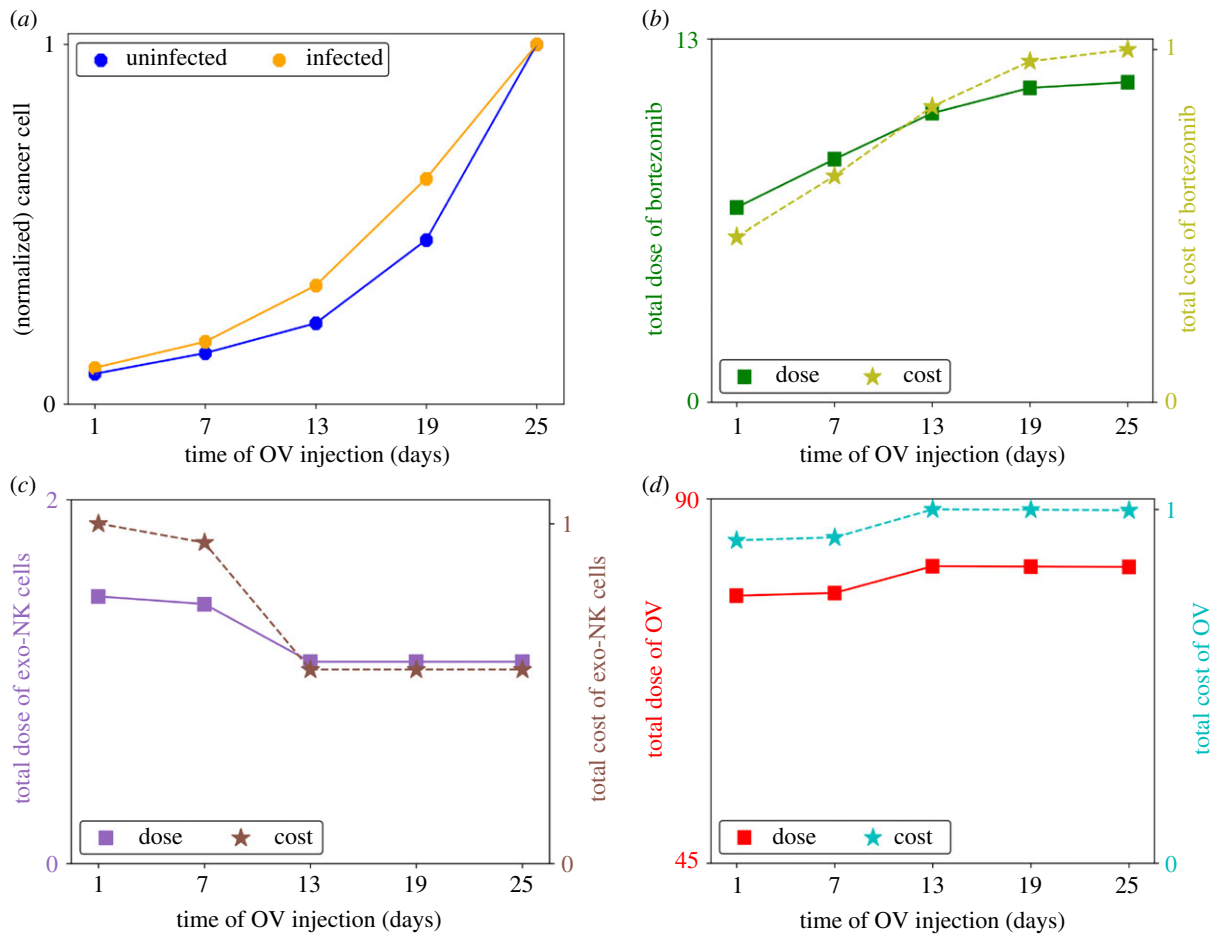 (a)
(normalized) cancer cell
1
0
uninfected infected
1 7 13 19 25
time of OV injection (days)
(b)
total dose of bortezomib
13
0
dose cost
1
0
total cost of bortezomib
1 7 13 19 25
time of OV injection (days)
(c)
total dose of exo-NK cells
2
0
dose cost
1
0
total cost of exo-NK cells
1 7 13 19 25
time of OV injection (days)
(d)
total dose of OV
90
45
dose cost
1
0
total cost of OV
1 7 13 19 25
time of OV injection (days)